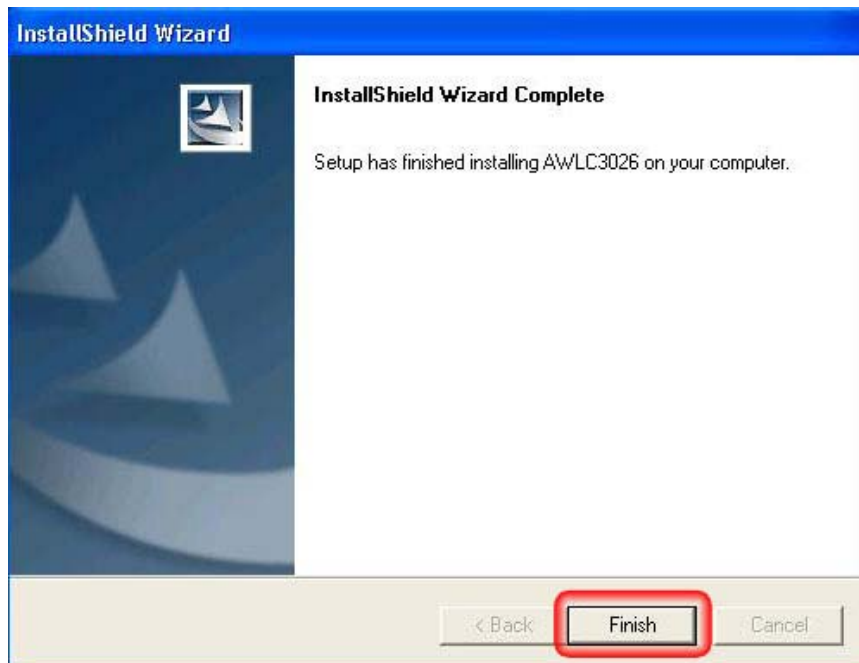 InstallShield Wizard
InstallShield Wizard Complete
Setup has finished installing AWLC3026 on your computer.
< Back
Finish
Cancel